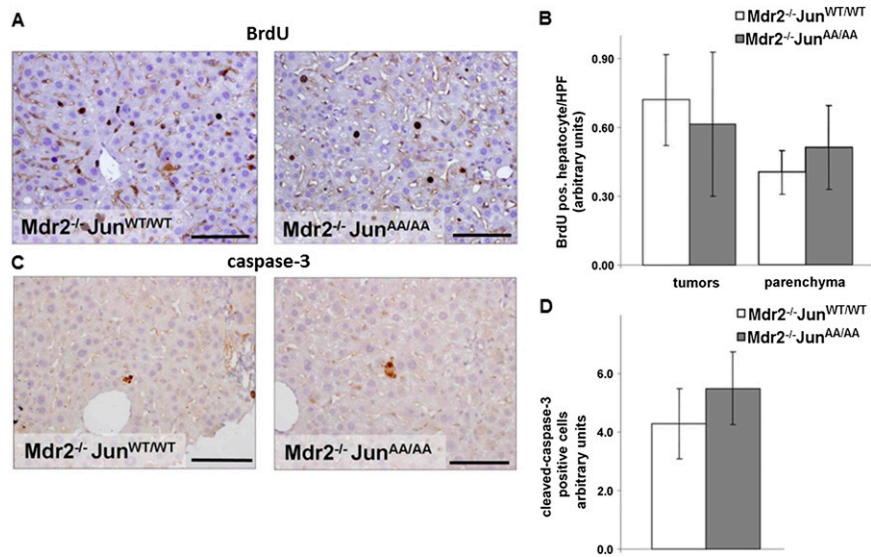 A
BrdU
Mdr2-/- JunWT/WT
Mdr2-/- JunAA/AA
B
Mdr2-/-JunWT/WT
Mdr2-/-JunAA/AA
BrdU pos. hepatocyte/HPF
(arbitrary units)
0.90
0.60
0.30
0.00
tumors
parenchyma
C
caspase-3
Mdr2-/- JunWT/WT
Mdr2-/- JunAA/AA
D
Mdr2-/-JunWT/WT
Mdr2-/-JunAA/AA
cleaved-caspase-3
positive cells
arbitrary units
6.0
4.0
2.0
0.0